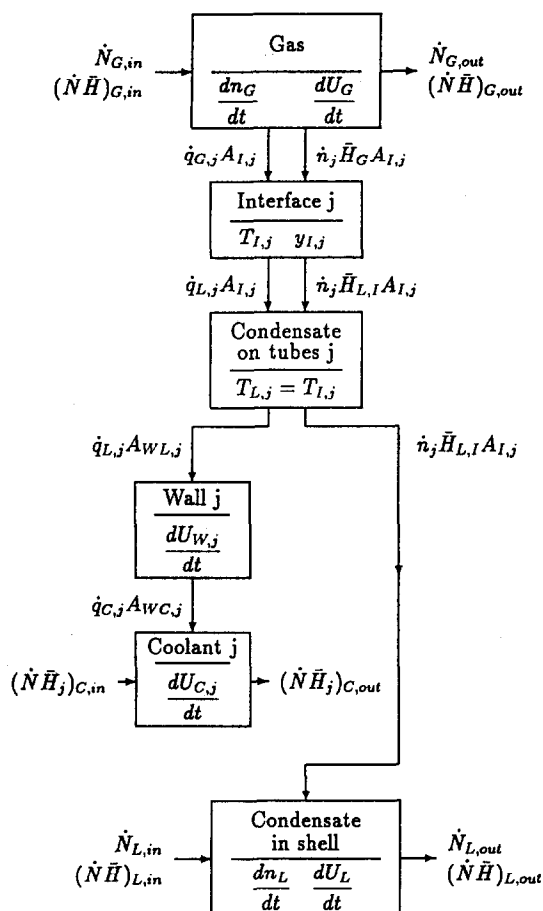 Gas
Ṅ_{G,in}
(ṄH̄)_{G,in}
dn_G/dt dU_G/dt
Ṅ_{G,out}
(ṄH̄)_{G,out}
q̇_{G,j}A_{I,j} ṅ_jH̄_GA_{I,j}
Interface j
T_{I,j} y_{I,j}
q̇_{L,j}A_{I,j} ṅ_jH̄_{L,I}A_{I,j}
Condensate
on tubes j
T_{L,j} = T_{I,j}
q̇_{L,j}A_{WL,j} ṅ_jH̄_{L,I}A_{I,j}
Wall j
dU_{W,j}/dt
q̇_{C,j}A_{WC,j}
Coolant j
(ṄH̄_j)_{C,in} dU_{C,j}/dt (ṄH̄_j)_{C,out}
Condensate
in shell
Ṅ_{L,in}
(ṄH̄)_{L,in}
dn_L/dt dU_L/dt
Ṅ_{L,out}
(ṄH̄)_{L,out}